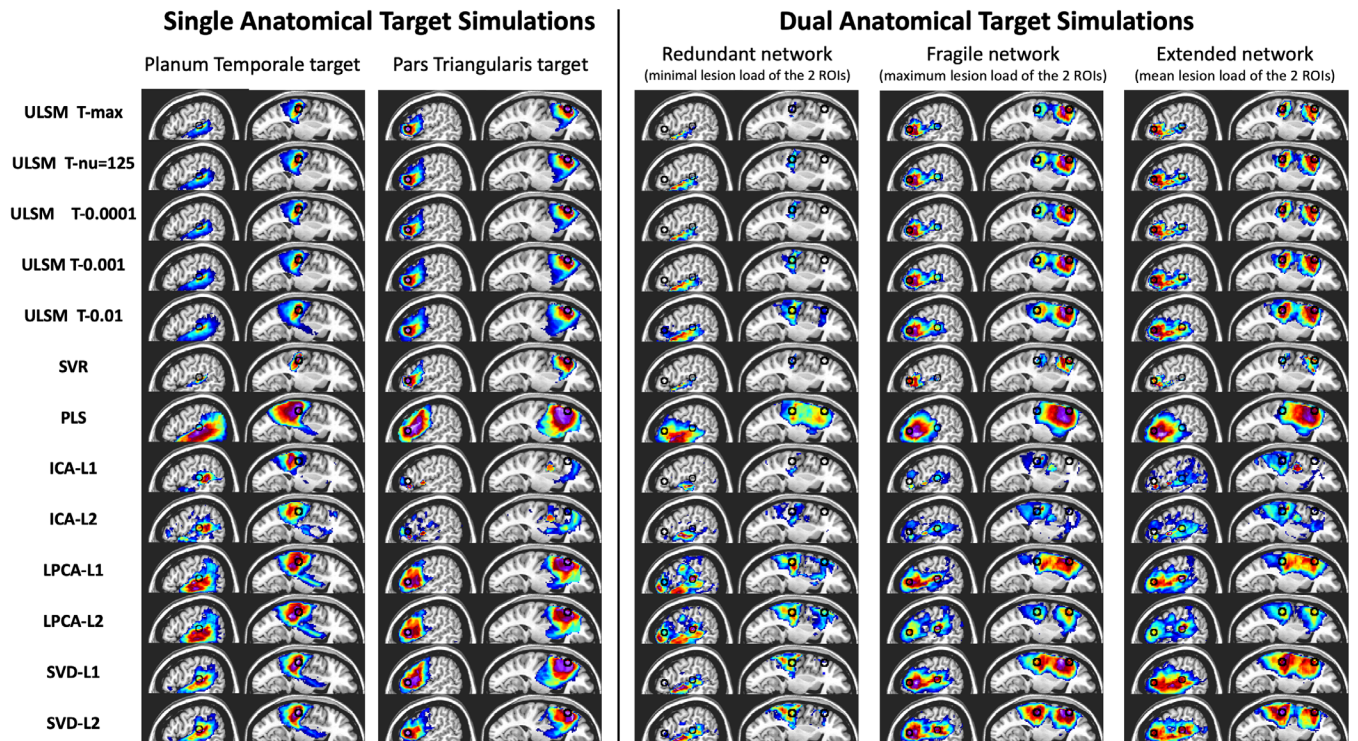 Single Anatomical Target Simulations
Dual Anatomical Target Simulations
Planum Temporale target
Pars Triangularis target
Redundant network
(minimal lesion load of the 2 ROIs)
Fragile network
(maximum lesion load of the 2 ROIs)
Extended network
(mean lesion load of the 2 ROIs)
ULSM T-max
ULSM T-nu=125
ULSM T-0.0001
ULSM T-0.001
ULSM T-0.01
SVR
PLS
ICA-L1
ICA-L2
LPCA-L1
LPCA-L2
SVD-L1
SVD-L2